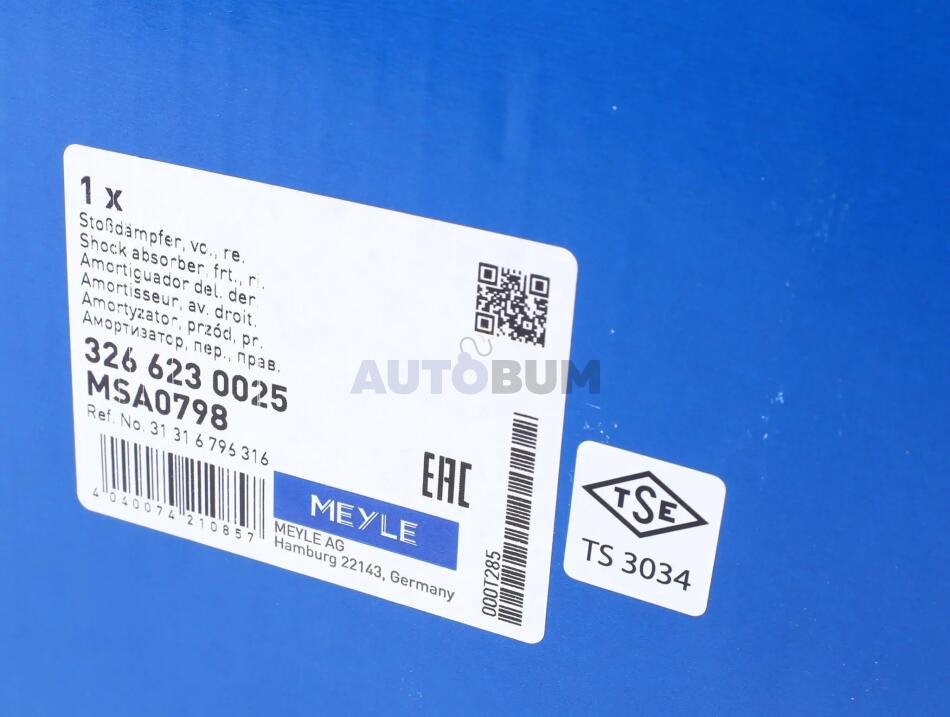 1 x
Stoßdämpfer, vo., re.
Shock absorber, frt., ri.
Amortiguador del. der.
Amortisseur, av. droit.
Amortyzator, przód, pr.
Амортизатор, пер., прав.
326 623 0025
MSA0798
Ref. No. 31 31 6 796 316
4 040074 210857
MEYLE
MEYLE AG
Hamburg 22143, Germany
EAC
000T285
AUTOBUM
TSE
TS 3034